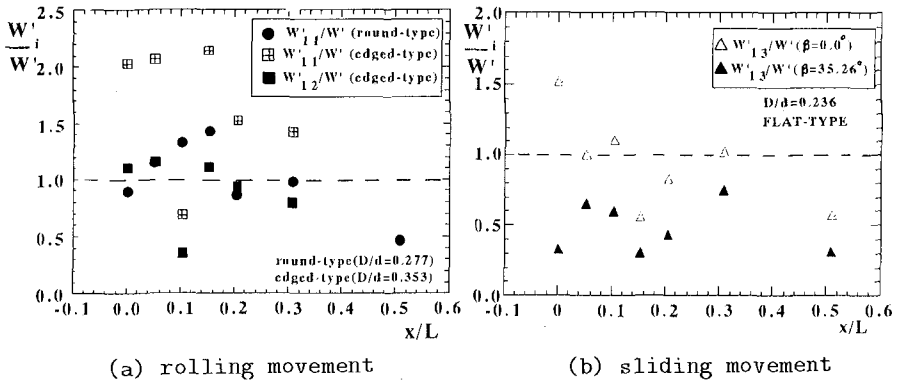 W'i/W'
2.5
2.0
1.5
1.0
0.5
0.0
-0.1 0 0.1 0.2 0.3 0.4 0.5 0.6
x/L
W'11/W' (round-type)
W'11/W' (edged-type)
W'12/W' (edged-type)
round-type(D/d=0.277)
edged-type(D/d=0.353)
(a) rolling movement
W'i/W'
2.0
1.5
1.0
0.5
0.0
-0.1 0 0.1 0.2 0.3 0.4 0.5 0.6
x/L
W'13/W'(β=0.0°)
W'13/W'(β=35.26°)
D/d=0.236
FLAT-TYPE
(b) sliding movement